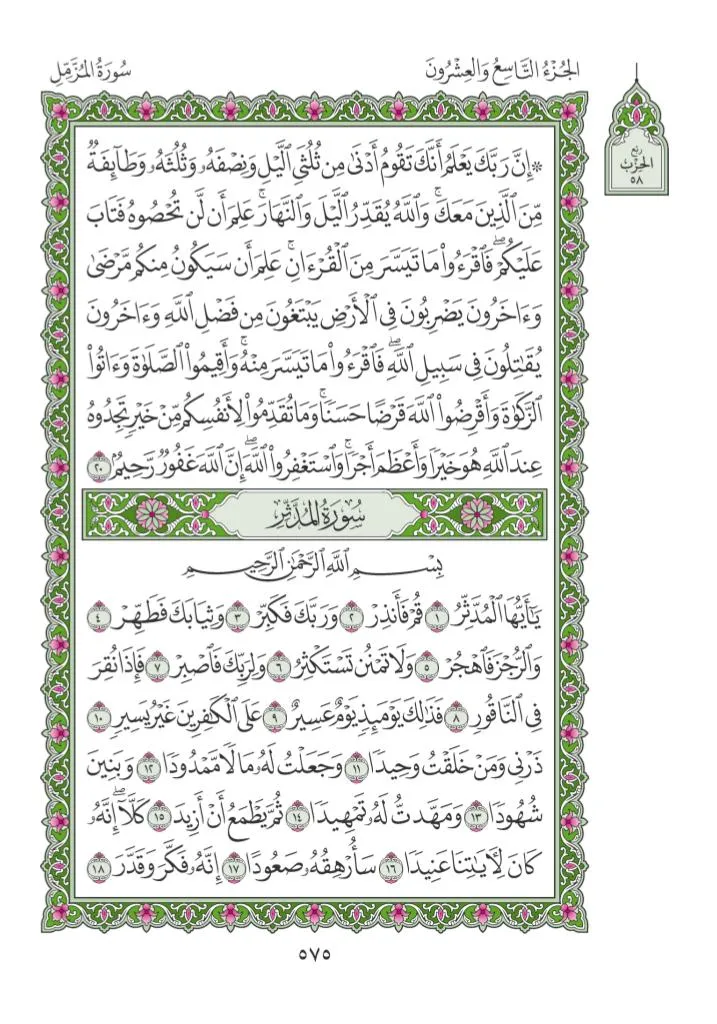 الجُزْءُ التَّاسِعُ وَالعِشْرُونَ
سُورَةُ المُزَّمِّل
رُبع
الحِزْب
٥٨
۞ إِنَّ رَبَّكَ يَعْلَمُ أَنَّكَ تَقُومُ أَدْنَىٰ مِن ثُلُثَيِ ٱلَّيْلِ وَنِصْفَهُۥ وَثُلُثَهُۥ وَطَآئِفَةٌ
مِّنَ ٱلَّذِينَ مَعَكَۚ وَٱللَّهُ يُقَدِّرُ ٱلَّيْلَ وَٱلنَّهَارَۚ عَلِمَ أَن لَّن تُحْصُوهُ فَتَابَ
عَلَيْكُمْۖ فَٱقْرَءُوا۟ مَا تَيَسَّرَ مِنَ ٱلْقُرْءَانِۚ عَلِمَ أَن سَيَكُونُ مِنكُم مَّرْضَىٰ
وَءَاخَرُونَ يَضْرِبُونَ فِى ٱلْأَرْضِ يَبْتَغُونَ مِن فَضْلِ ٱللَّهِ وَءَاخَرُونَ
يُقَٰتِلُونَ فِى سَبِيلِ ٱللَّهِۖ فَٱقْرَءُوا۟ مَا تَيَسَّرَ مِنْهُۚ وَأَقِيمُوا۟ ٱلصَّلَوٰةَ وَءَاتُوا۟
ٱلزَّكَوٰةَ وَأَقْرِضُوا۟ ٱللَّهَ قَرْضًا حَسَنًاۚ وَمَا تُقَدِّمُوا۟ لِأَنفُسِكُم مِّنْ خَيْرٍ تَجِدُوهُ
عِندَ ٱللَّهِ هُوَ خَيْرًا وَأَعْظَمَ أَجْرًاۚ وَٱسْتَغْفِرُوا۟ ٱللَّهَۖ إِنَّ ٱللَّهَ غَفُورٌ رَّحِيمٌۢ ٢٠
سُورَةُ المُدَّثِّر
بِسْمِ ٱللَّهِ ٱلرَّحْمَٰنِ ٱلرَّحِيمِ
يَٰٓأَيُّهَا ٱلْمُدَّثِّرُ ١ قُمْ فَأَنذِرْ ٢ وَرَبَّكَ فَكَبِّرْ ٣ وَثِيَابَكَ فَطَهِّرْ ٤
وَٱلرُّجْزَ فَٱهْجُرْ ٥ وَلَا تَمْنُن تَسْتَكْثِرُ ٦ وَلِرَبِّكَ فَٱصْبِرْ ٧ فَإِذَا نُقِرَ
فِى ٱلنَّاقُورِ ٨ فَذَٰلِكَ يَوْمَئِذٍ يَوْمٌ عَسِيرٌ ٩ عَلَى ٱلْكَٰفِرِينَ غَيْرُ يَسِيرٍ ١٠
ذَرْنِى وَمَنْ خَلَقْتُ وَحِيدًا ١١ وَجَعَلْتُ لَهُۥ مَالًا مَّمْدُودًا ١٢ وَبَنِينَ
شُهُودًا ١٣ وَمَهَّدتُّ لَهُۥ تَمْهِيدًا ١٤ ثُمَّ يَطْمَعُ أَنْ أَزِيدَ ١٥ كَلَّآۖ إِنَّهُۥ
كَانَ لِءَايَٰتِنَا عَنِيدًا ١٦ سَأُرْهِقُهُۥ صَعُودًا ١٧ إِنَّهُۥ فَكَّرَ وَقَدَّرَ ١٨
٥٧٥